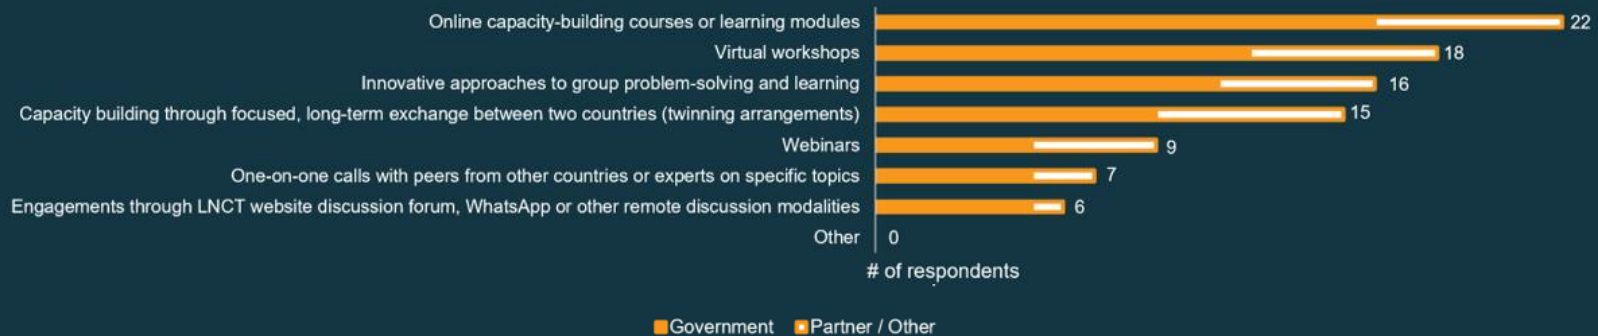 Online capacity-building courses or learning modules 22
Virtual workshops 18
Innovative approaches to group problem-solving and learning 16
Capacity building through focused, long-term exchange between two countries (twinning arrangements) 15
Webinars 9
One-on-one calls with peers from other countries or experts on specific topics 7
Engagements through LNCT website discussion forum, WhatsApp or other remote discussion modalities 6
Other 0
# of respondents
Government Partner / Other